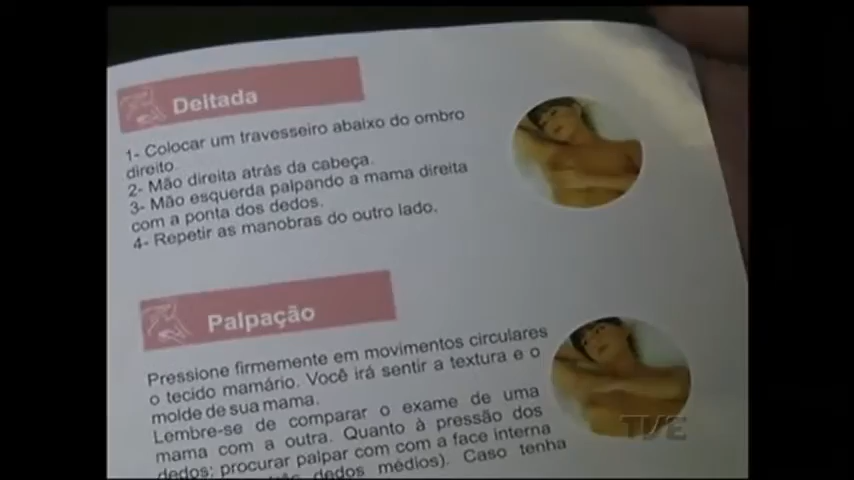 Deitada
1- Colocar um travesseiro abaixo do ombro
direito.
2- Mão direita atrás da cabeça.
3- Mão esquerda palpando a mama direita
com a ponta dos dedos.
4- Repetir as manobras do outro lado.
Palpação
Pressione firmemente em movimentos circulares
o tecido mamário. Você irá sentir a textura e o
molde de sua mama.
Lembre-se de comparar o exame de uma
mama com a outra. Quanto à pressão dos
dedos: procurar palpar com com a face interna
dedos médios). Caso tenha
TVE